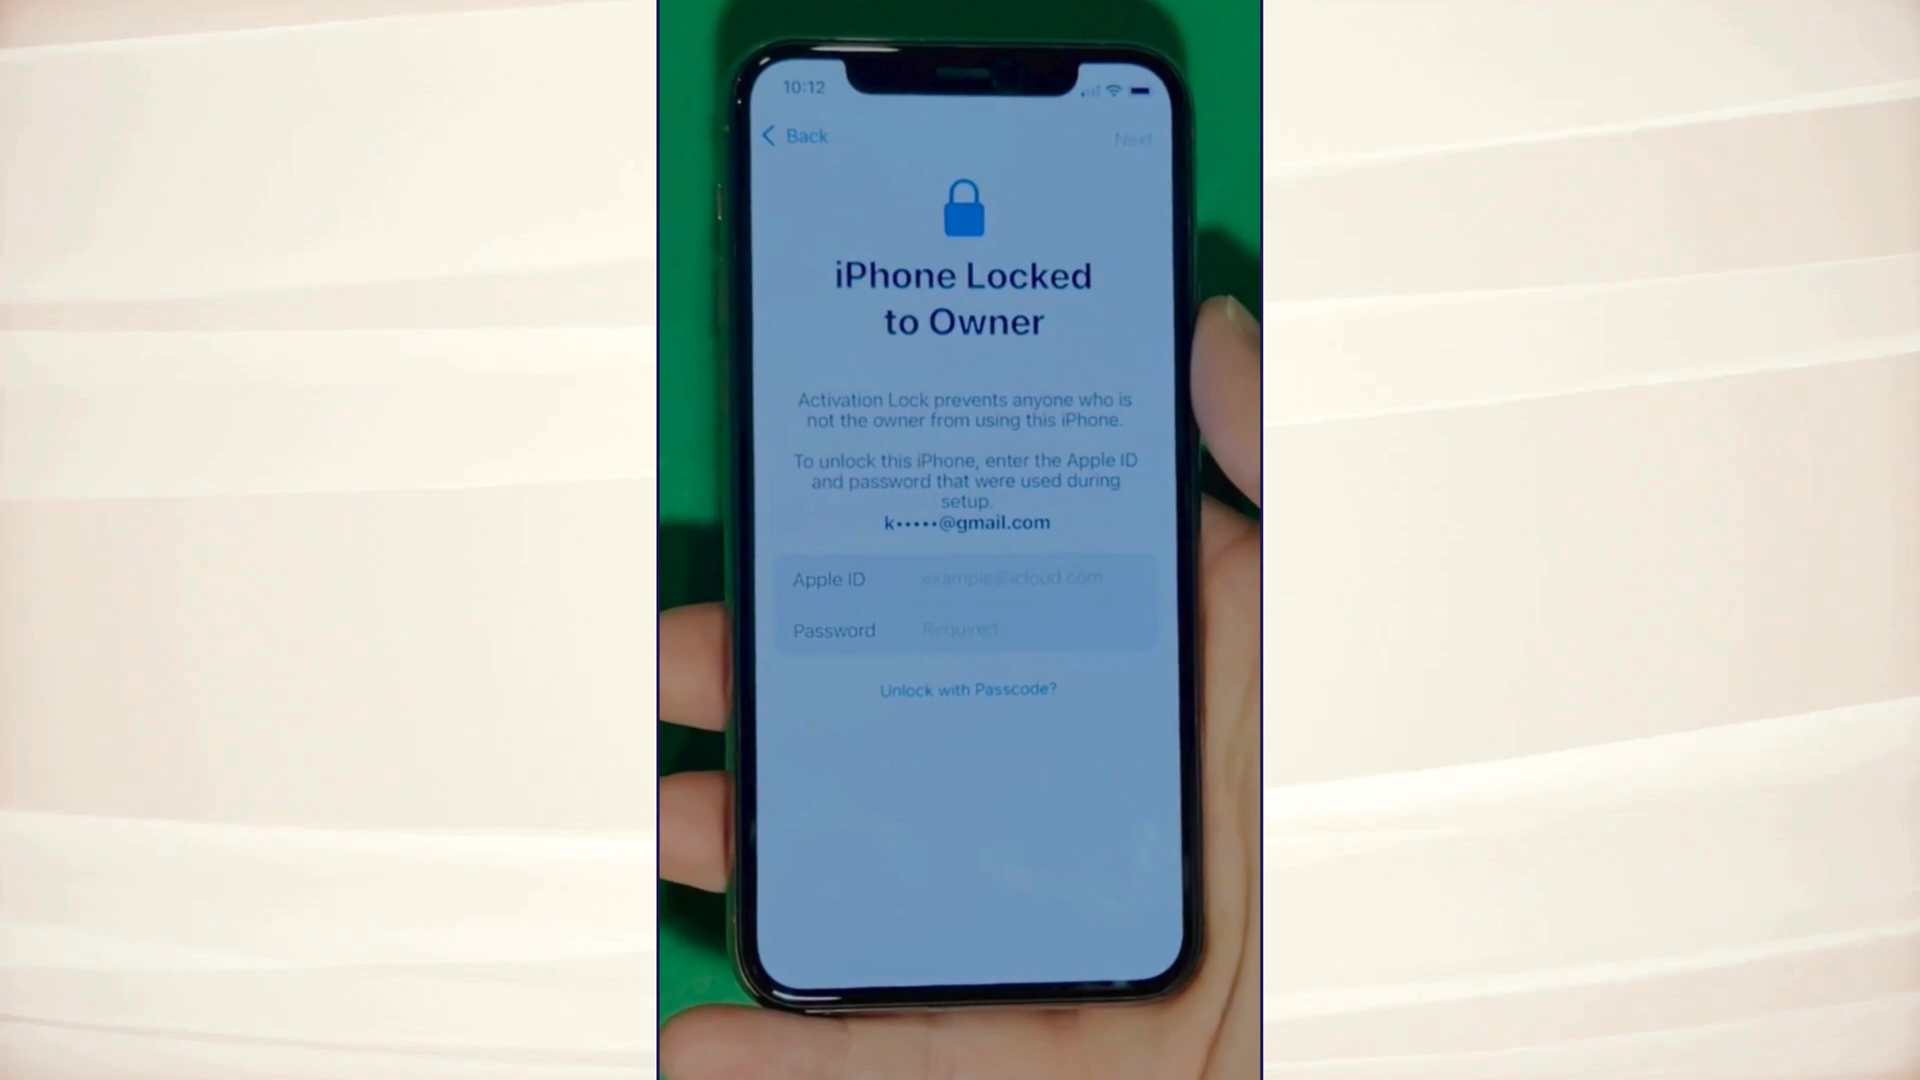 10:12
Back
Next
iPhone Locked
to Owner
Activation Lock prevents anyone who is
not the owner from using this iPhone.
To unlock this iPhone, enter the Apple ID
and password that were used during
setup.
k•••••@gmail.com
Apple ID example@icloud.com
Password Required
Unlock with Passcode?